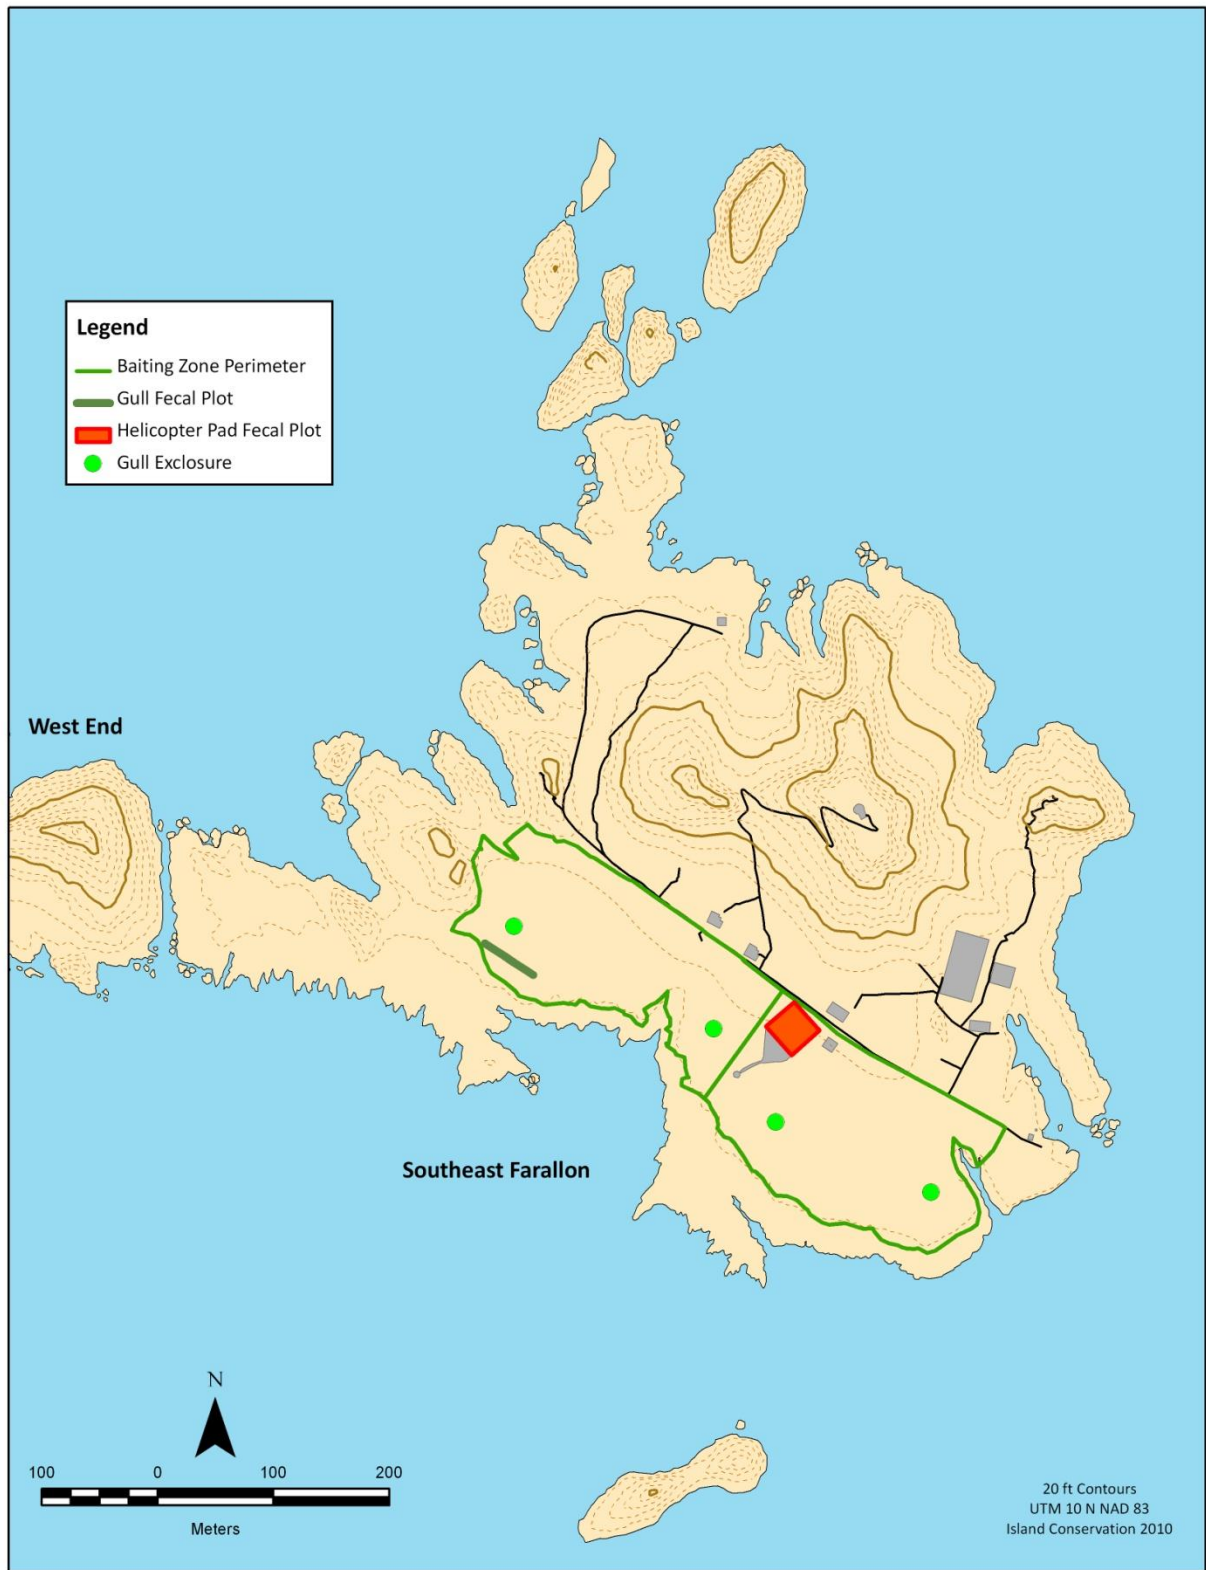 Legend
Baiting Zone Perimeter
Gull Fecal Plot
Helicopter Pad Fecal Plot
Gull Exclosure
West End
Southeast Farallon
N
100 0 100 200
Meters
20 ft Contours
UTM 10 N NAD 83
Island Conservation 2010